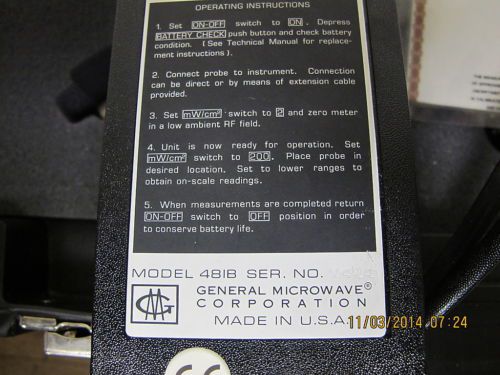 OPERATING INSTRUCTIONS
1. Set ON-OFF switch to ON. Depress
BATTERY CHECK push button and check battery
condition. (See Technical Manual for replace-
ment instructions).
2. Connect probe to instrument. Connection
can be direct or by means of extension cable
provided.
3. Set mW/cm² switch to 2 and zero meter
in a low ambient RF field.
4. Unit is now ready for operation. Set
mW/cm² switch to 200. Place probe in
desired location. Set to lower ranges to
obtain on-scale readings.
5. When measurements are completed return
ON-OFF switch to OFF position in order
to conserve battery life.
MODEL 481B SER. NO.
GENERAL MICROWAVE®
CORPORATION
MADE IN U.S.A.
11/03/2014 07:24
CE